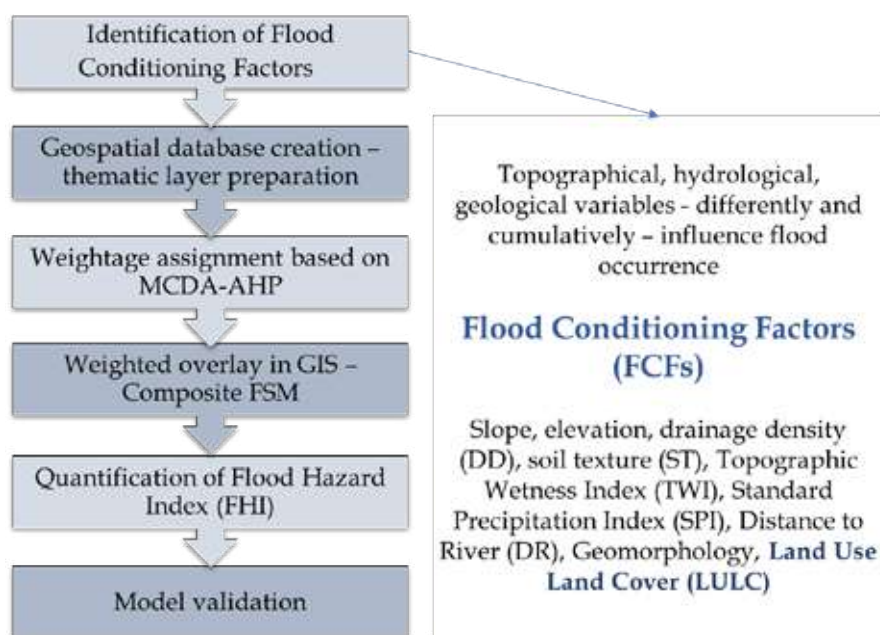 Identification of Flood
Conditioning Factors
Geospatial database creation –
thematic layer preparation
Weightage assignment based on
MCDA-AHP
Weighted overlay in GIS –
Composite FSM
Quantification of Flood Hazard
Index (FHI)
Model validation
Topographical, hydrological,
geological variables - differently and
cumulatively – influence flood
occurrence
Flood Conditioning Factors
(FCFs)
Slope, elevation, drainage density
(DD), soil texture (ST), Topographic
Wetness Index (TWI), Standard
Precipitation Index (SPI), Distance to
River (DR), Geomorphology, Land Use
Land Cover (LULC)